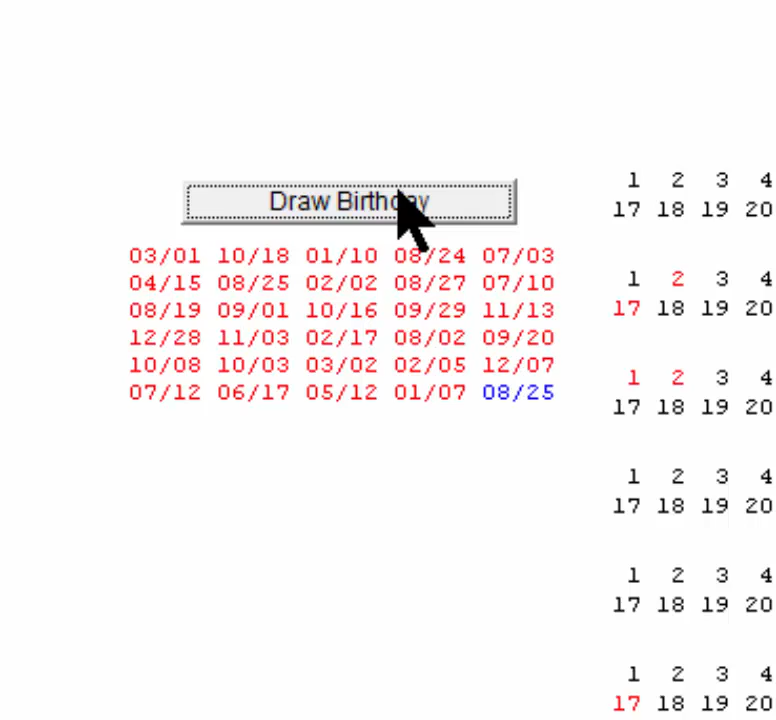 Draw Birthday
03/01 10/18 01/10 08/24 07/03
04/15 08/25 02/02 08/27 07/10
08/19 09/01 10/16 09/29 11/13
12/28 11/03 02/17 08/02 09/20
10/08 10/03 03/02 02/05 12/07
07/12 06/17 05/12 01/07 08/25
1 2 3 4
17 18 19 20
1 2 3 4
17 18 19 20
1 2 3 4
17 18 19 20
1 2 3 4
17 18 19 20
1 2 3 4
17 18 19 20
1 2 3 4
17 18 19 20